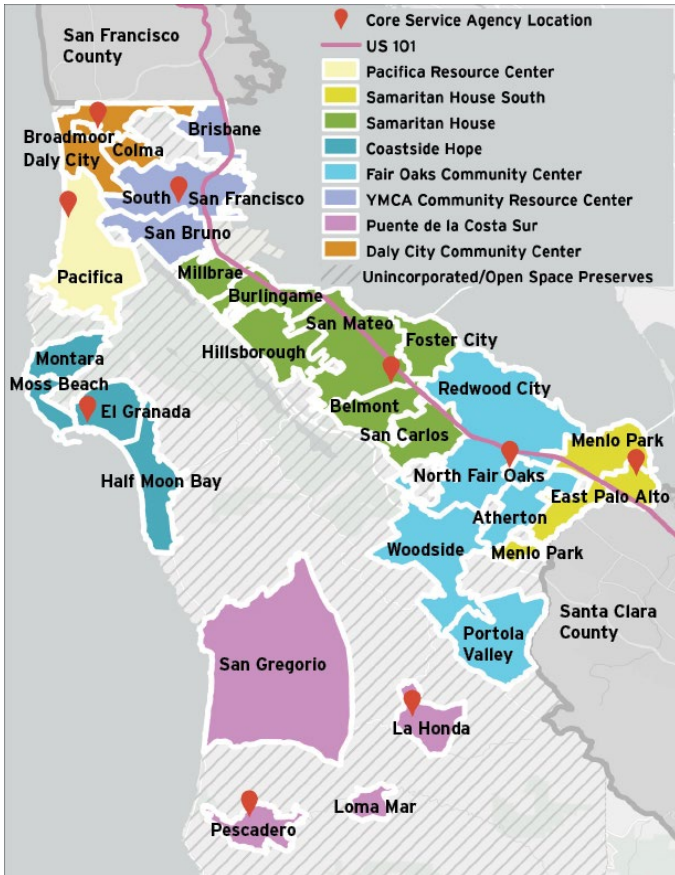 San Francisco
County
Core Service Agency Location
US 101
Pacifica Resource Center
Samaritan House South
Samaritan House
Coastside Hope
Fair Oaks Community Center
YMCA Community Resource Center
Puente de la Costa Sur
Daly City Community Center
Unincorporated/Open Space Preserves
Brisbane
Broadmoor
Colma
Daly City
South San Francisco
San Bruno
Pacifica
Millbrae
Burlingame
San Mateo
Foster City
Hillsborough
Montara
Moss Beach
El Granada
Belmont
Redwood City
San Carlos
Menlo Park
Half Moon Bay
North Fair Oaks
East Palo Alto
Atherton
Woodside
Menlo Park
Santa Clara
County
Portola
Valley
San Gregorio
La Honda
Loma Mar
Pescadero